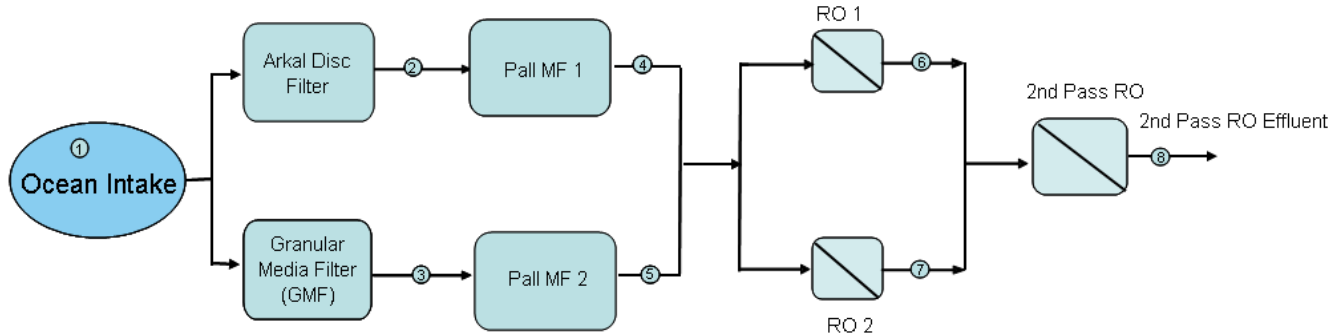 RO 1
Arkal Disc
Filter
2
Pall MF 1
4
6
2nd Pass RO
2nd Pass RO Effluent
1
8
Ocean Intake
Granular
Media Filter
(GMF)
3
Pall MF 2
5
7
RO 2